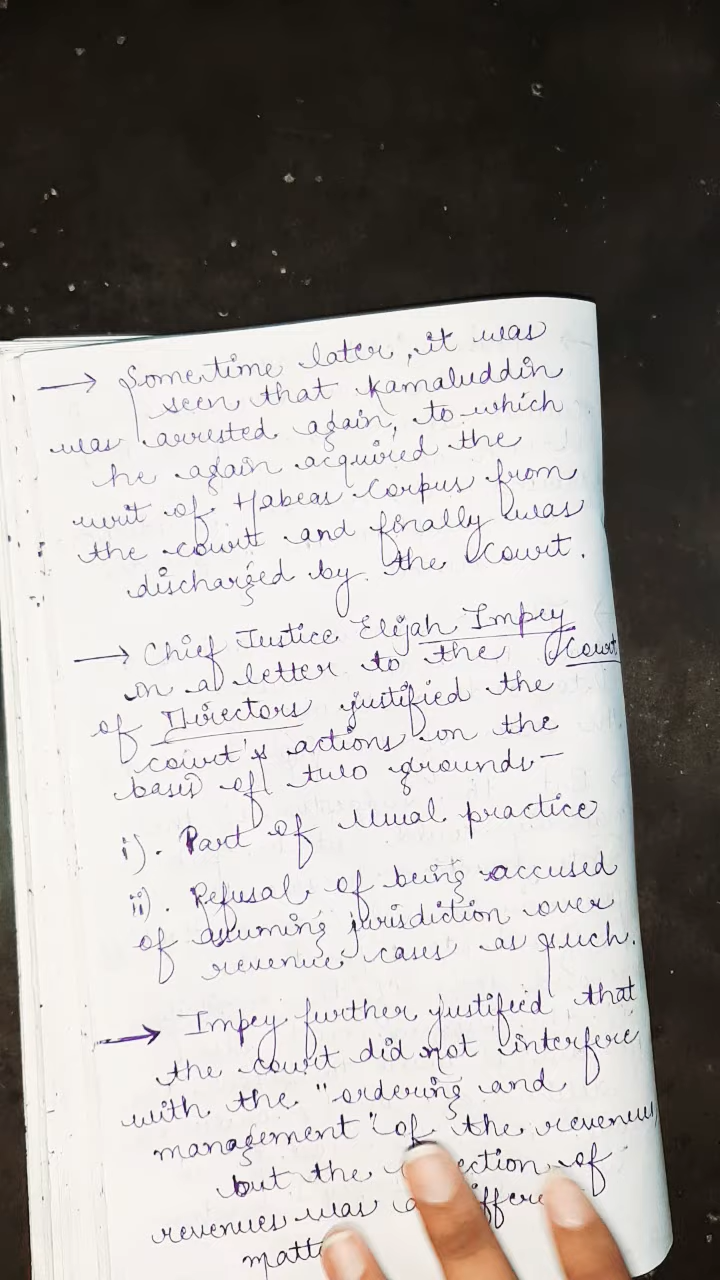 → Sometime later, it was
seen that Kamaluddin
was arrested again, to which
he again acquired the
writ of Habeas Corpus from
the court and finally was
discharged by the Court.
→ Chief Justice Elijah Impey
in a letter to the Court
of Directors justified the
court's actions on the
basis of two grounds-
i). Part of usual practice
ii). Refusal of being accused
of assuming jurisdiction over
revenue cases as such.
→ Impey further justified that
the court did not interfere
with the "ordering and
management" of the revenues
but the of
revenues was a